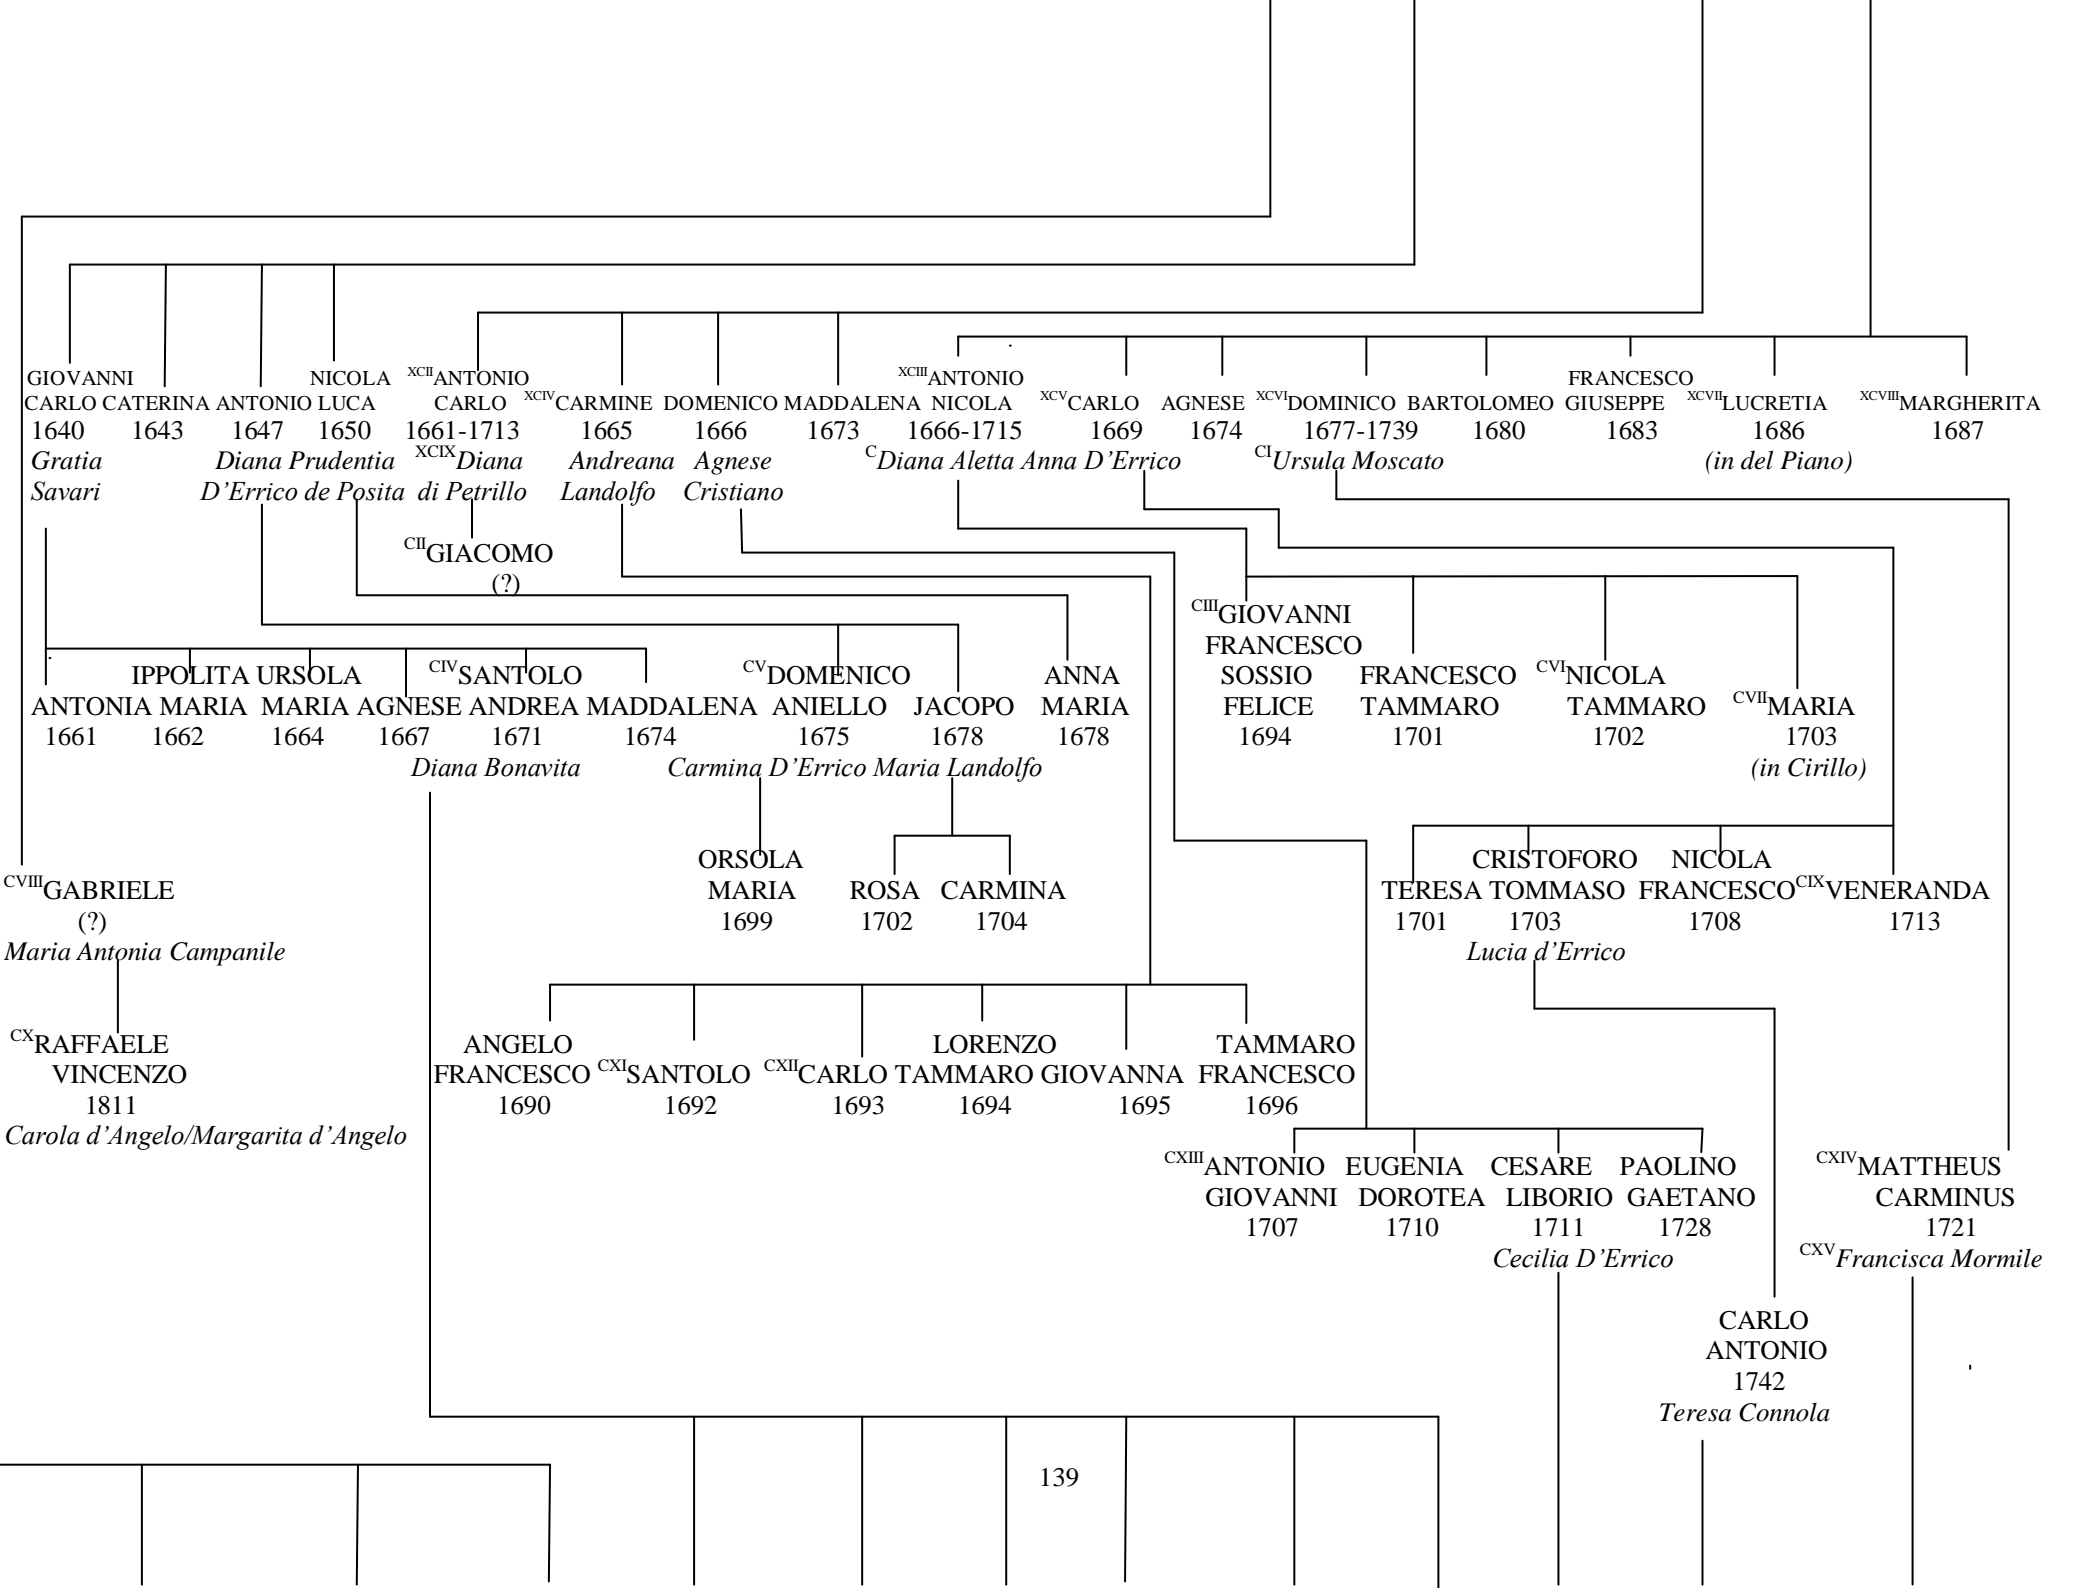 GIOVANNI NICOLA XCIIANTONIO XCIIIANTONIO FRANCESCO
CARLO CATERINA ANTONIO LUCA CARLO XCIVCARMINE DOMENICO MADDALENA NICOLA XCVCARLO AGNESE XCVIDOMINICO BARTOLOMEO GIUSEPPE XCVIILUCRETIA XCVIIIMARGHERITA
1640 1643 1647 1650 1661-1713 1665 1666 1673 1666-1715 1669 1674 1677-1739 1680 1683 1686 1687
Gratia Diana Prudentia XCIXDiana Andreana Agnese CDiana Aletta Anna D’Errico CIUrsula Moscato (in del Piano)
Savari D’Errico de Posita di Petrillo Landolfo Cristiano
CIIGIACOMO
(?)
CIIIGIOVANNI
FRANCESCO
IPPOLITA URSOLA CIVSANTOLO CVDOMENICO ANNA SOSSIO FRANCESCO CVINICOLA
ANTONIA MARIA MARIA AGNESE ANDREA MADDALENA ANIELLO JACOPO MARIA FELICE TAMMARO TAMMARO CVIIMARIA
1661 1662 1664 1667 1671 1674 1675 1678 1678 1694 1701 1702 1703
Diana Bonavita Carmina D’Errico Maria Landolfo (in Cirillo)
ORSOLA CRISTOFORO NICOLA
CVIIIGABRIELE MARIA ROSA CARMINA TERESA TOMMASO FRANCESCO CIXVENERANDA
(?) 1699 1702 1704 1701 1703 1708 1713
Maria Antonia Campanile Lucia d’Errico
CXRAFFAELE ANGELO LORENZO TAMMARO
VINCENZO FRANCESCO CXISANTOLO CXIICARLO TAMMARO GIOVANNA FRANCESCO
1811 1690 1692 1693 1694 1695 1696
Carola d’Angelo/Margarita d’Angelo
CXIIIANTONIO EUGENIA CESARE PAOLINO CXIVMATTHEUS
GIOVANNI DOROTEA LIBORIO GAETANO CARMINUS
1707 1710 1711 1728 1721
Cecilia D’Errico CXVFrancisca Mormile
CARLO
ANTONIO
1742
Teresa Connola
139